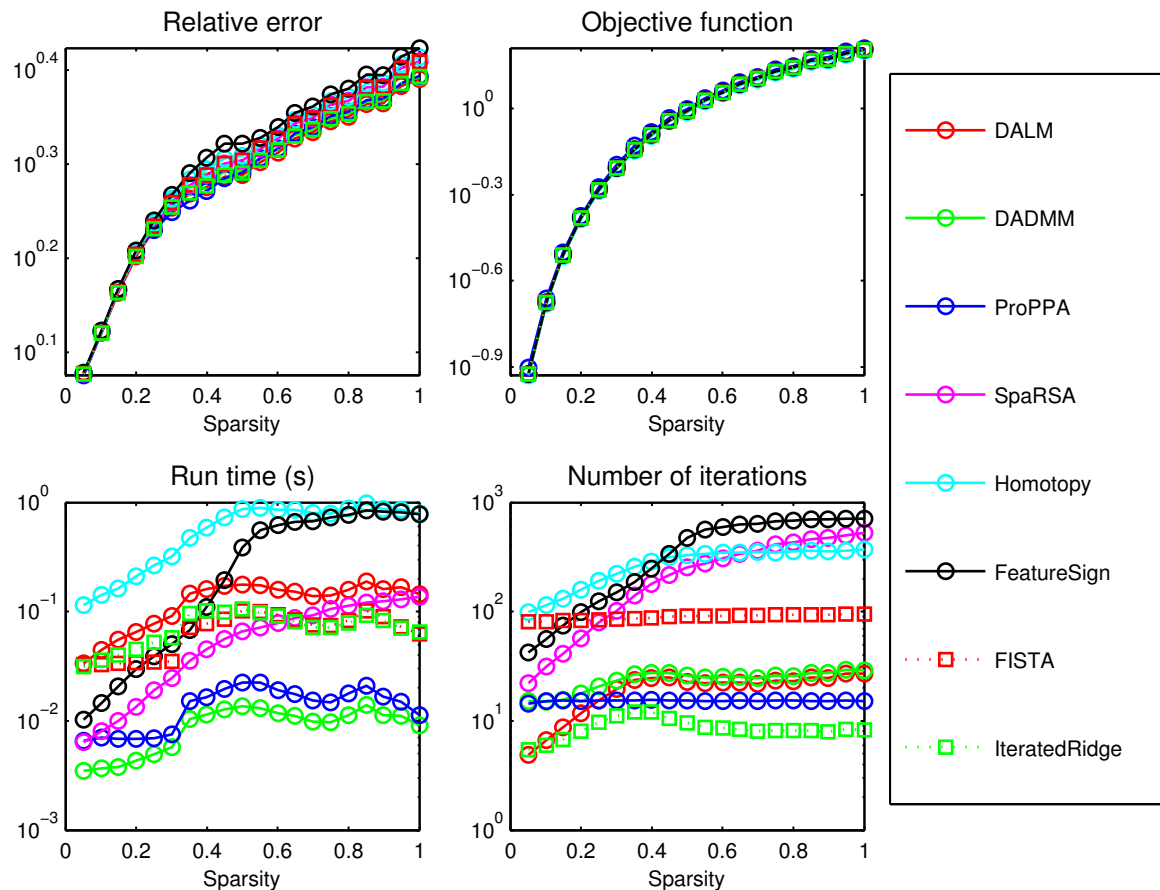 Relative error
10^0.4
10^0.3
10^0.2
10^0.1
0 0.2 0.4 0.6 0.8 1
Sparsity
Objective function
10^0
10^−0.3
10^−0.6
10^−0.9
0 0.2 0.4 0.6 0.8 1
Sparsity
Run time (s)
10^0
10^−1
10^−2
10^−3
0 0.2 0.4 0.6 0.8 1
Sparsity
Number of iterations
10^3
10^2
10^1
10^0
0 0.2 0.4 0.6 0.8 1
Sparsity
DALM
DADMM
ProPPA
SpaRSA
Homotopy
FeatureSign
FISTA
IteratedRidge